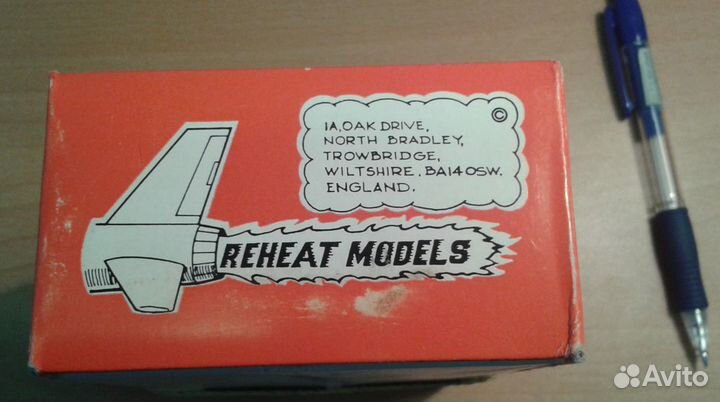 ©
1A, OAK DRIVE,
NORTH BRADLEY,
TROWBRIDGE,
WILTSHIRE. BA14 0SW.
ENGLAND.
REHEAT MODELS
Avito